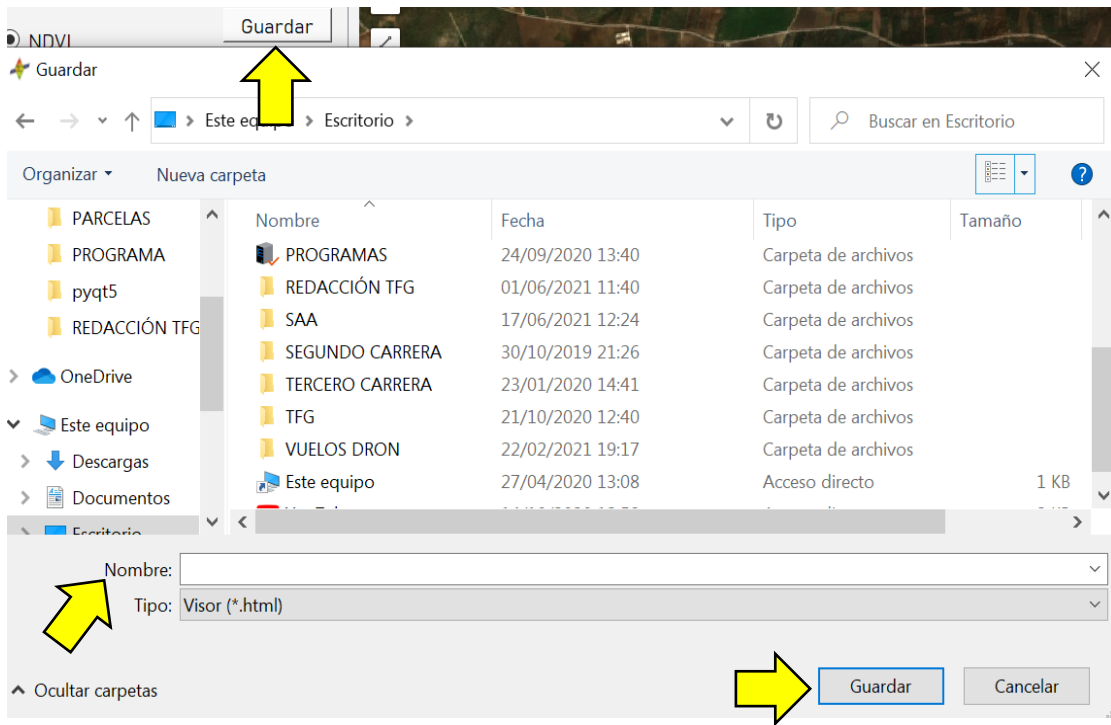 NDVI
Guardar
Guardar
Este equipo > Escritorio >
Buscar en Escritorio
Organizar
Nueva carpeta
PARCELAS
PROGRAMA
pyqt5
REDACCIÓN TFG
OneDrive
Este equipo
Descargas
Documentos
Escritorio
Nombre Fecha Tipo Tamaño
PROGRAMAS 24/09/2020 13:40 Carpeta de archivos
REDACCIÓN TFG 01/06/2021 11:40 Carpeta de archivos
SAA 17/06/2021 12:24 Carpeta de archivos
SEGUNDO CARRERA 30/10/2019 21:26 Carpeta de archivos
TERCERO CARRERA 23/01/2020 14:41 Carpeta de archivos
TFG 21/10/2020 12:40 Carpeta de archivos
VUELOS DRON 22/02/2021 19:17 Carpeta de archivos
Este equipo 27/04/2020 13:08 Acceso directo 1 KB
Nombre:
Tipo: Visor (*.html)
Ocultar carpetas
Guardar
Cancelar